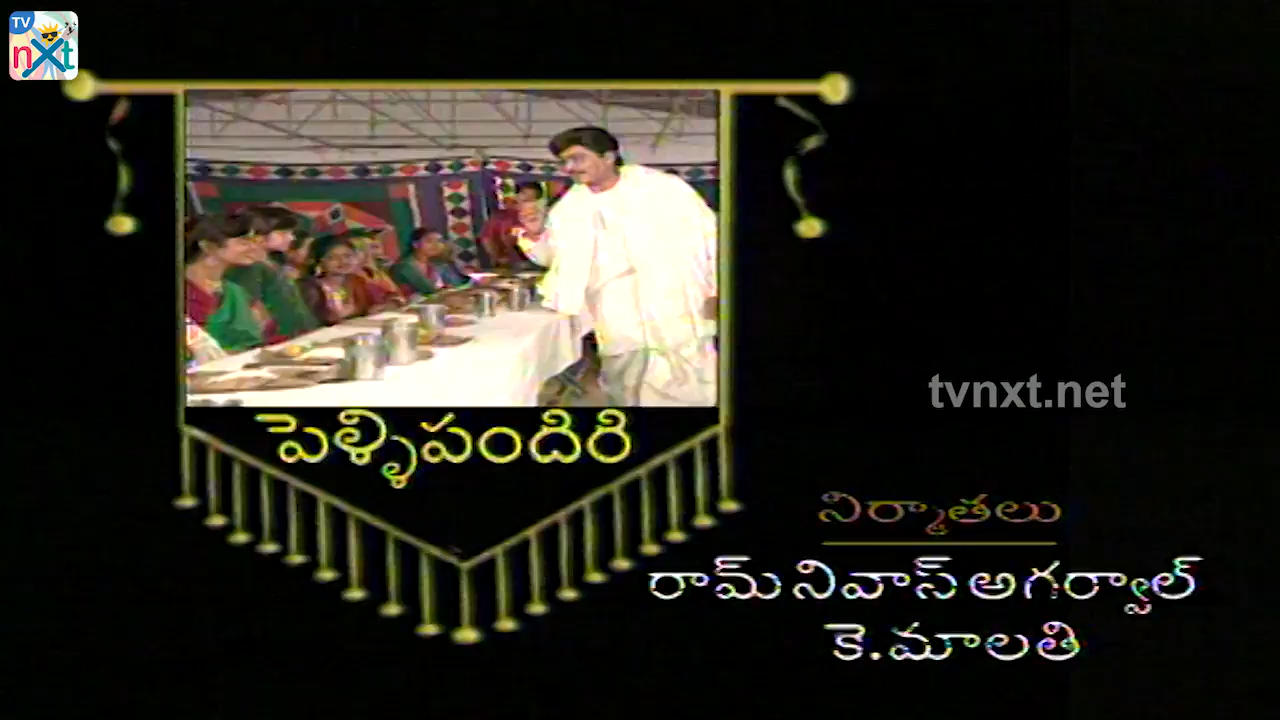 TV
nXt
tvnxt.net
పెళ్ళిపందిరి
నిర్మాతలు
రామ్ నివాస్ అగర్వాల్
కె.మాలతి